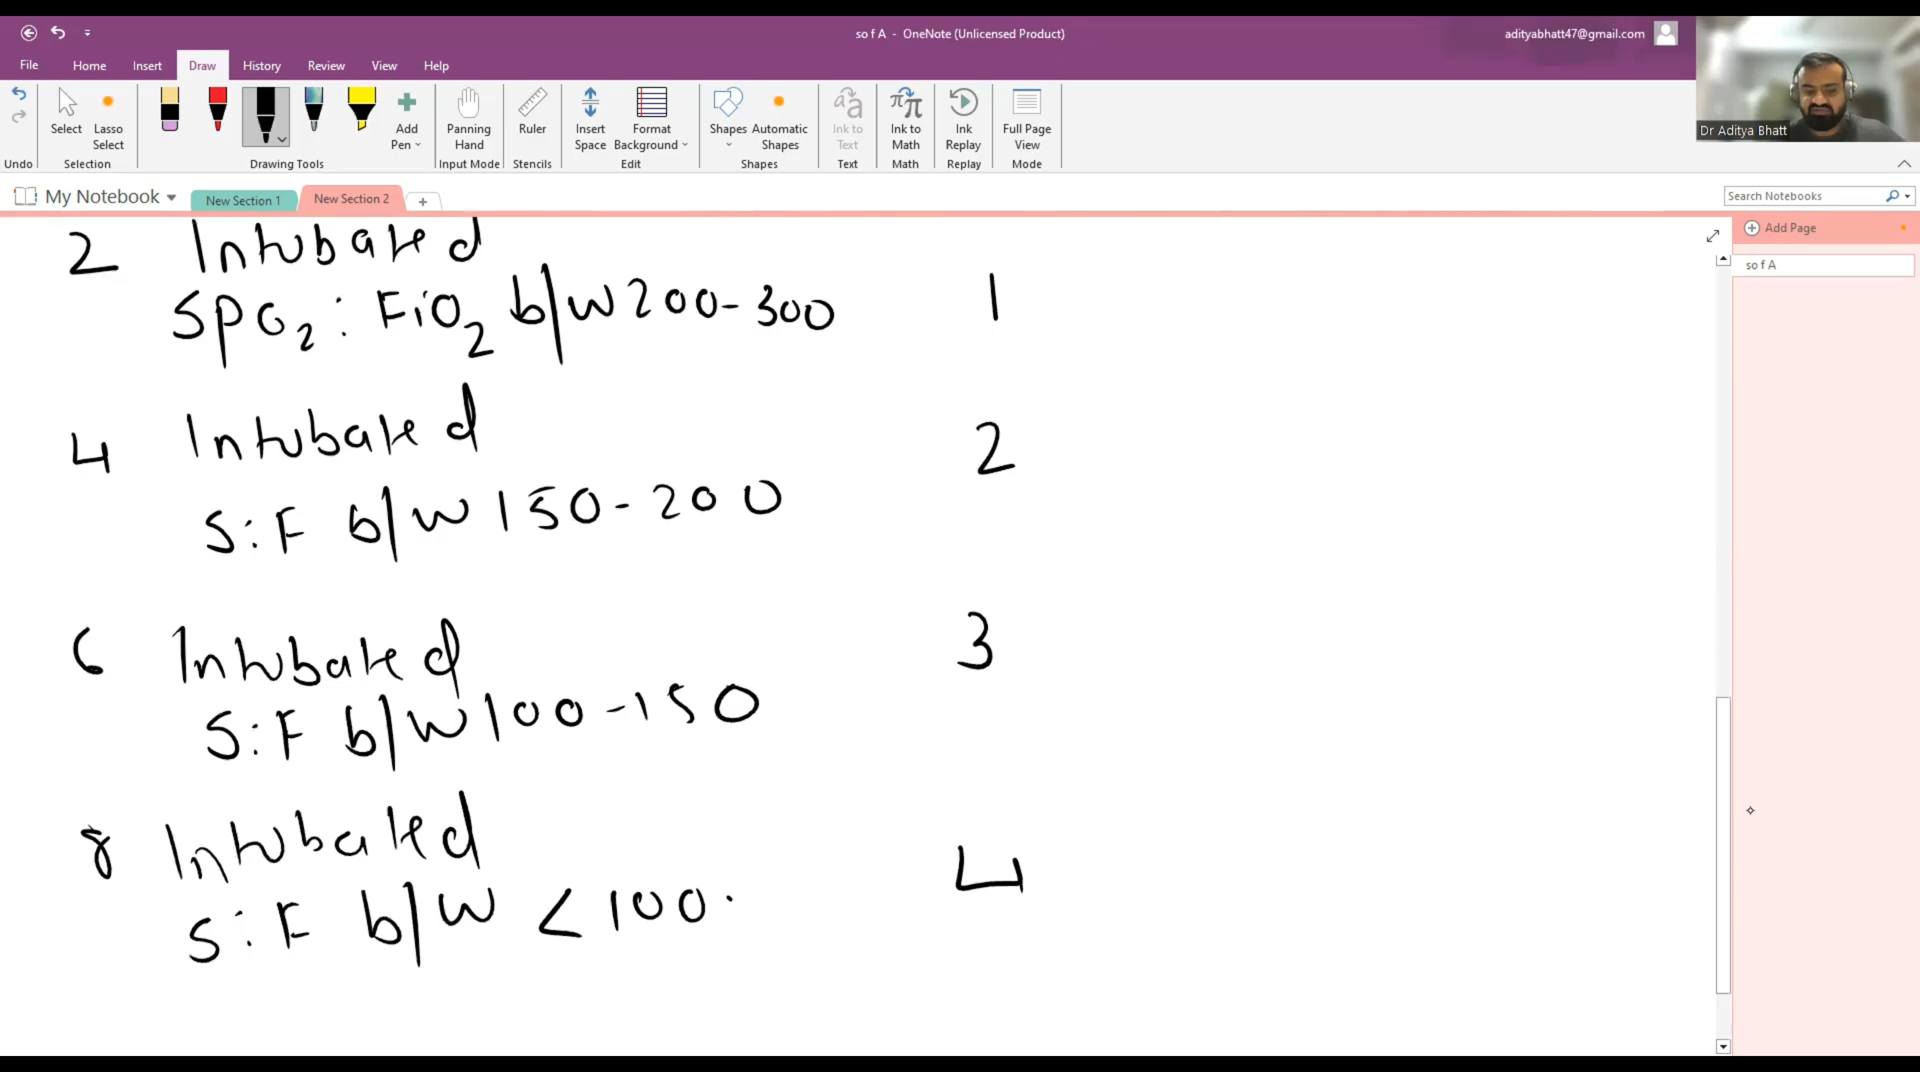 so f A - OneNote (Unlicensed Product)
adityabhatt47@gmail.com
File Home Insert Draw History Review View Help
Select
Lasso Select
Add Pen
Panning Hand
Ruler
Insert Space
Format Background
Shapes
Automatic Shapes
Ink to Text
Ink to Math
Ink Replay
Full Page View
Undo Selection Drawing Tools Input Mode Stencils Edit Shapes Text Math Replay Mode
Dr Aditya Bhatt
My Notebook New Section 1 New Section 2
Search Notebooks
Add Page
so f A
2 Intubated
SPO2 : FiO2 b/w 200-300 1
4 Intubated 2
S:F b/w 150-200
6 Intubated 3
S:F b/w 100-150
8 Intubated 4
S:F b/w < 100.